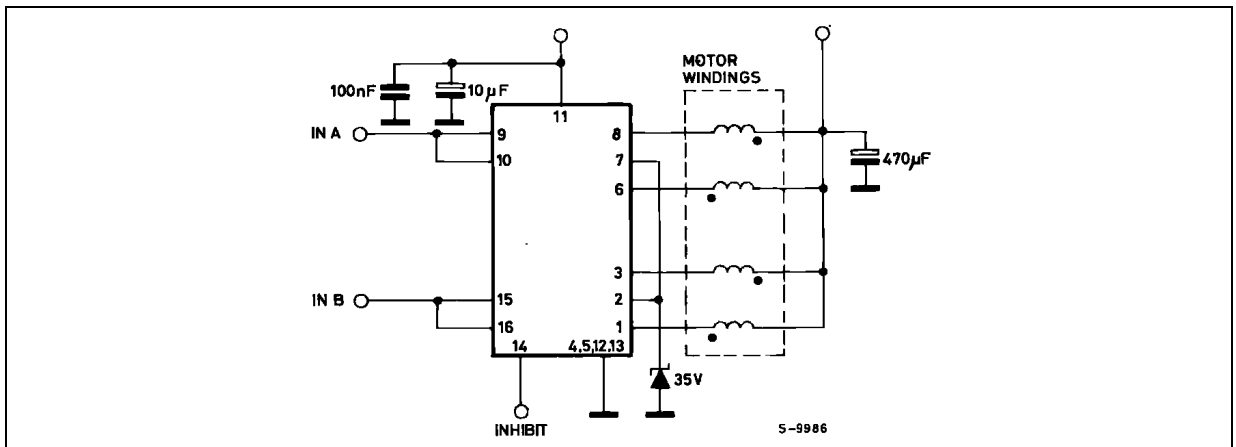 MOTOR
WINDINGS
100nF
10µF
11
IN A
9
10
8
7
6
470µF
3
2
1
IN B
15
16
14
4,5,12,13
35V
INHIBIT
S-9986